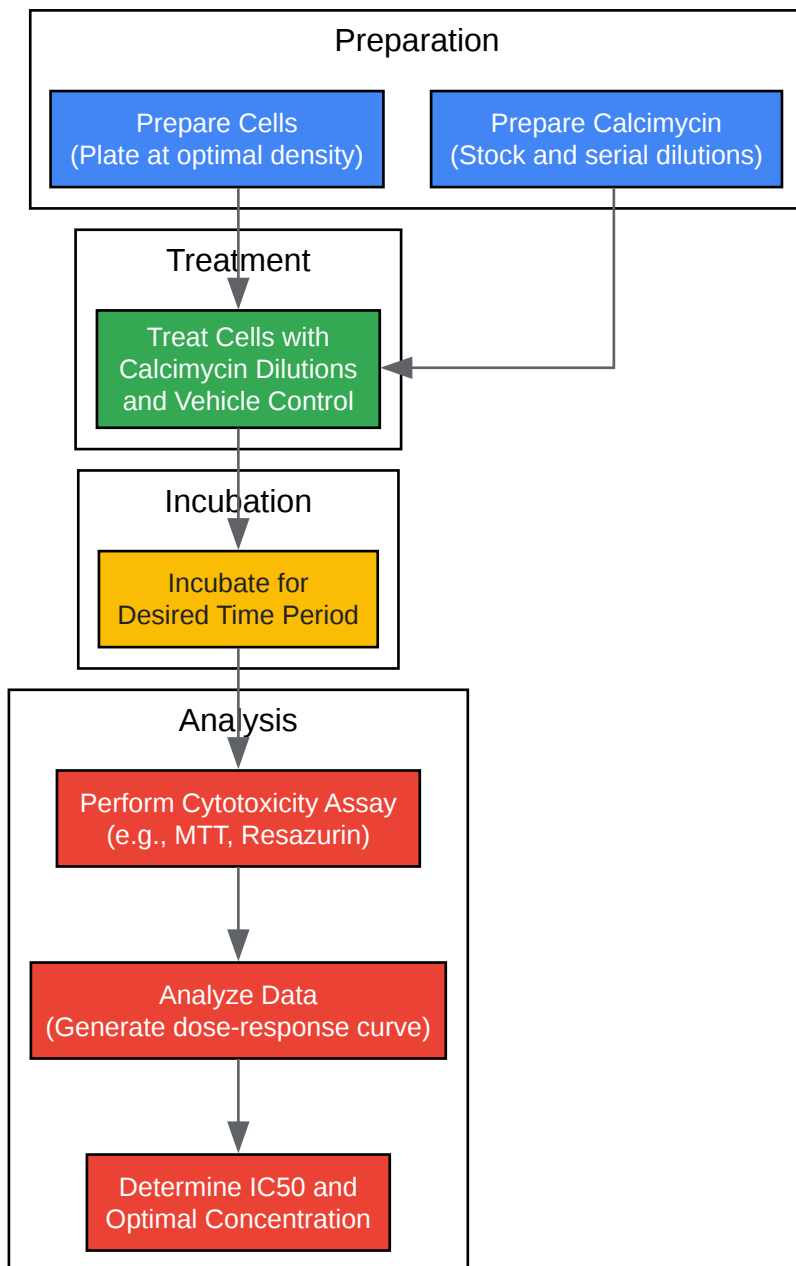 Preparation
Prepare Cells
(Plate at optimal density)
Prepare Calcimycin
(Stock and serial dilutions)
Treatment
Treat Cells with
Calcimycin Dilutions
and Vehicle Control
Incubation
Incubate for
Desired Time Period
Analysis
Perform Cytotoxicity Assay
(e.g., MTT, Resazurin)
Analyze Data
(Generate dose-response curve)
Determine IC50 and
Optimal Concentration